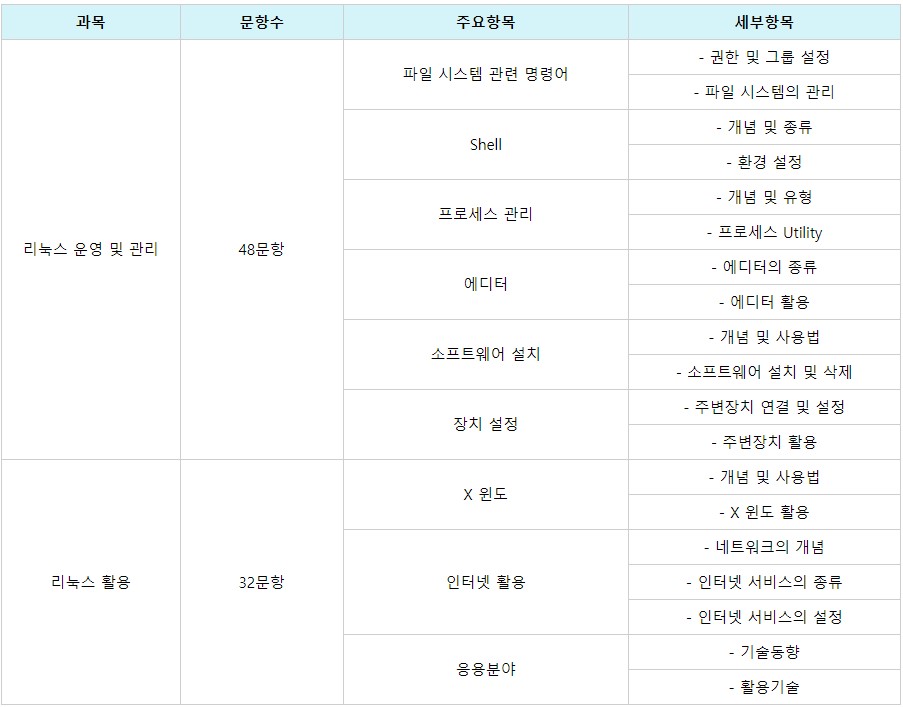 과목 문항수 주요항목 세부항목
- 권한 및 그룹 설정
파일 시스템 관련 명령어
- 파일 시스템의 관리
- 개념 및 종류
Shell
- 환경 설정
- 개념 및 유형
프로세스 관리
- 프로세스 Utility
리눅스 운영 및 관리 48문항
- 에디터의 종류
에디터
- 에디터 활용
- 개념 및 사용법
소프트웨어 설치
- 소프트웨어 설치 및 삭제
- 주변장치 연결 및 설정
장치 설정
- 주변장치 활용
- 개념 및 사용법
X 윈도
- X 윈도 활용
- 네트워크의 개념
리눅스 활용 32문항 인터넷 활용 - 인터넷 서비스의 종류
- 인터넷 서비스의 설정
- 기술동향
응용분야
- 활용기술